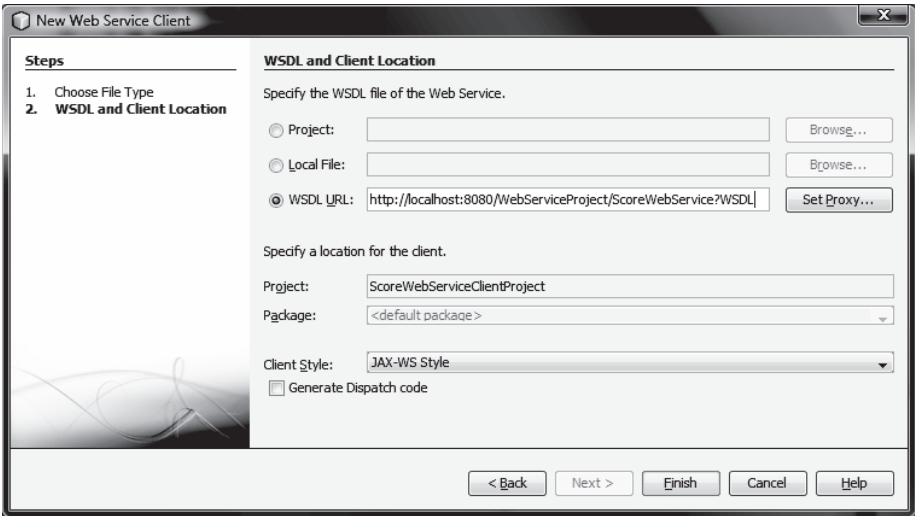 New Web Service Client
X
Steps
1. Choose File Type
2. WSDL and Client Location
WSDL and Client Location
Specify the WSDL file of the Web Service.
Project:
Browse...
Local File:
Browse...
WSDL URL: http://localhost:8080/WebServiceProject/ScoreWebService?WSDL
Set Proxy...
Specify a location for the client.
Project: ScoreWebServiceClientProject
Package: <default package>
Client Style: JAX-WS Style
Generate Dispatch code
< Back
Next >
Finish
Cancel
Help